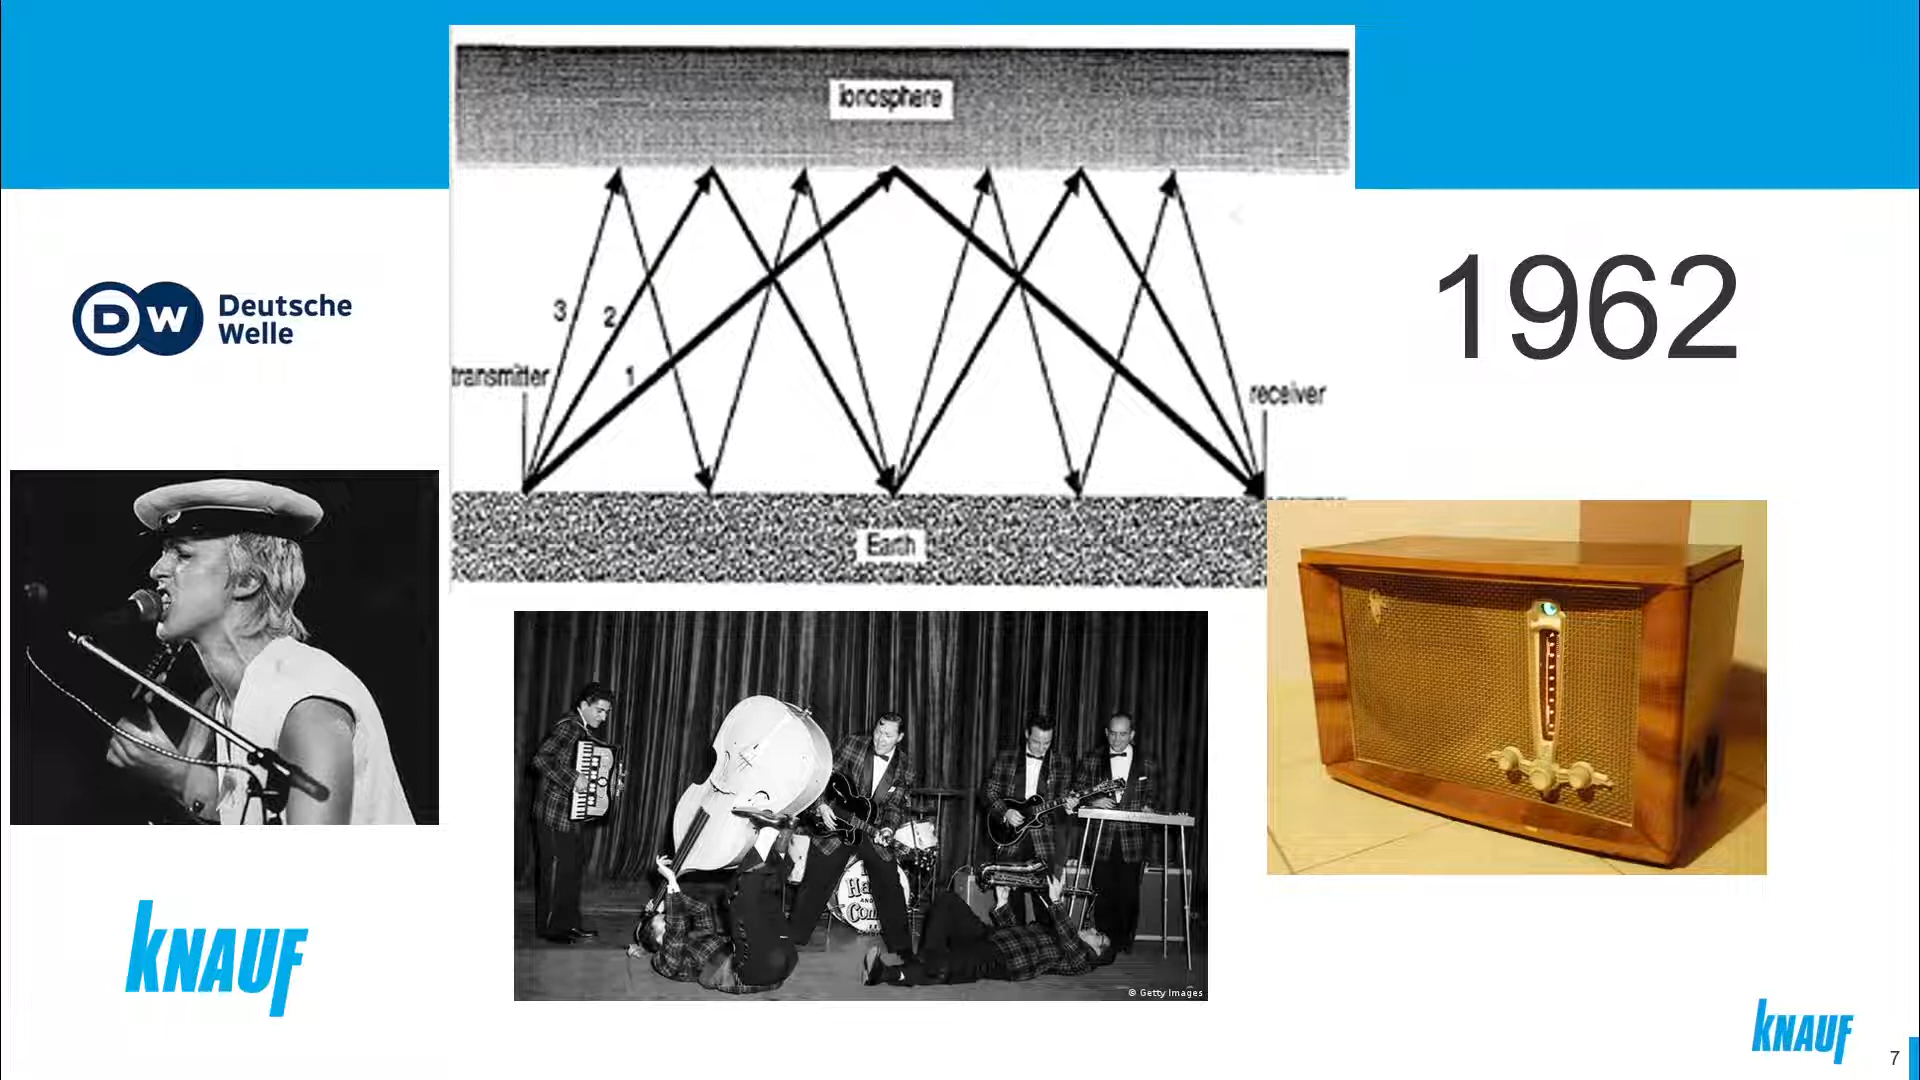 ionosphere
1962
Deutsche
Welle
3
2
1
transmitter
receiver
Earth
KNAUF
© Getty Images
KNAUF
7
DW